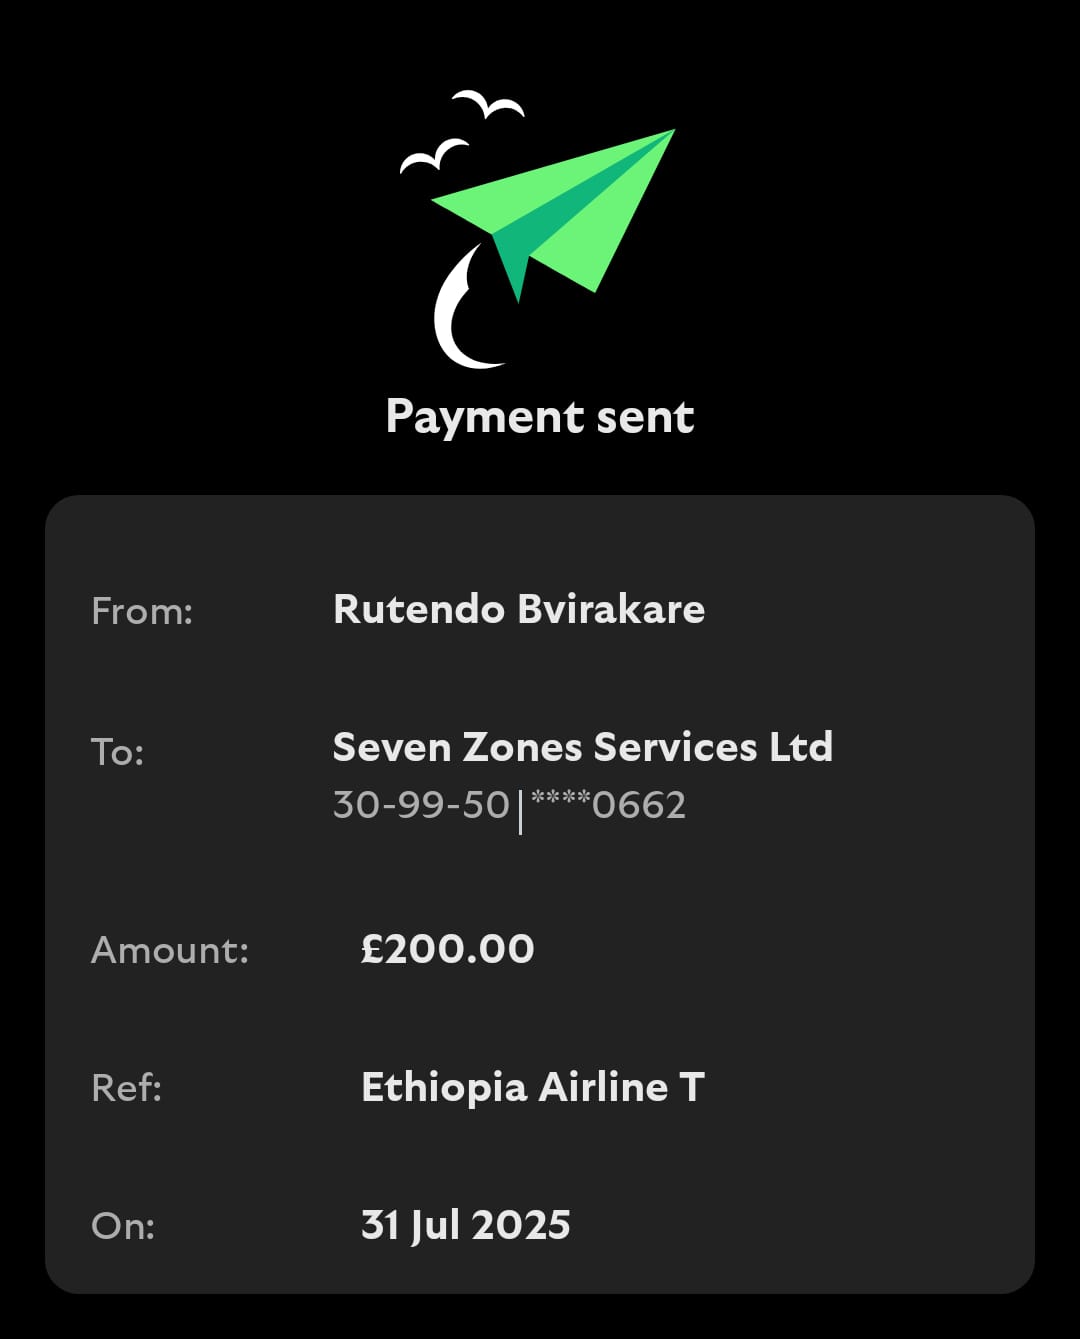 Payment sent
From: Rutendo Bvirakare
To: Seven Zones Services Ltd
30-99-50 | ****0662
Amount: £200.00
Ref: Ethiopia Airline T
On: 31 Jul 2025